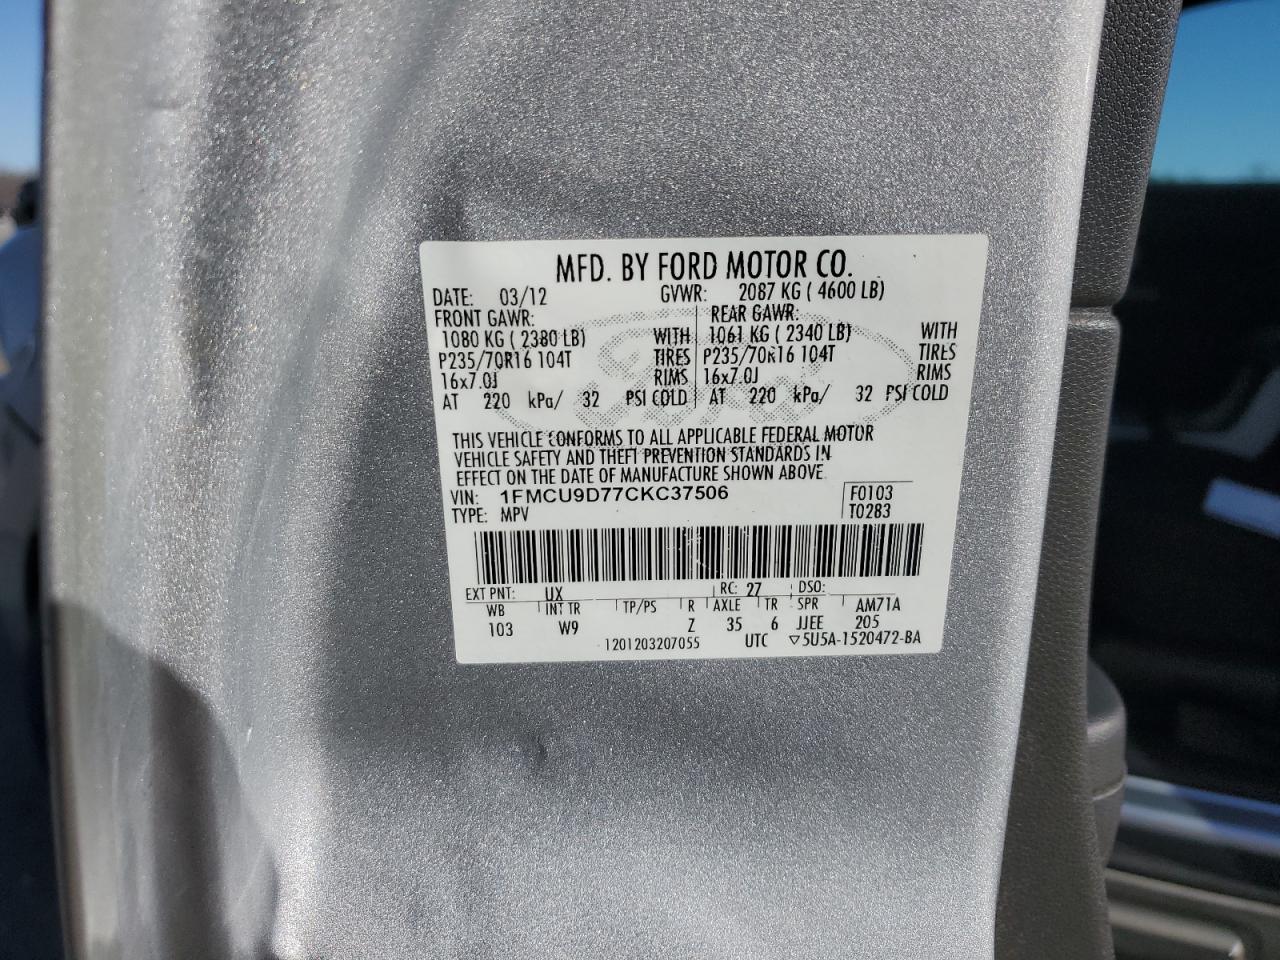 MFD. BY FORD MOTOR CO.
DATE: 03/12 GVWR: 2087 KG ( 4600 LB)
FRONT GAWR: REAR GAWR:
1080 KG ( 2380 LB) WITH 1061 KG ( 2340 LB) WITH
P235/70R16 104T TIRES P235/70R16 104T TIRES
16x7.0J RIMS 16x7.0J RIMS
AT 220 kPa/ 32 PSI COLD AT 220 kPa/ 32 PSI COLD
THIS VEHICLE CONFORMS TO ALL APPLICABLE FEDERAL MOTOR
VEHICLE SAFETY AND THEFT PREVENTION STANDARDS IN
EFFECT ON THE DATE OF MANUFACTURE SHOWN ABOVE.
VIN: 1FMCU9D77CKC37506 F0103
TYPE: MPV T0283
EXT PNT: UX RC: 27 DSO:
WB INT TR TP/PS R AXLE TR SPR AM71A
103 W9 Z 35 6 JJEE 205
1201203207055 UTC ▽5U5A-1520472-BA